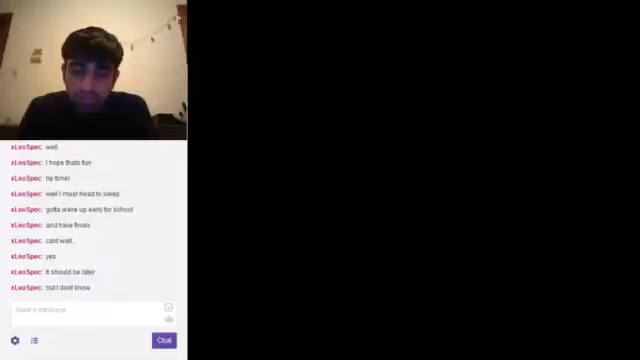 xLeoSpec: well
xLeoSpec: I hope thats fun
xLeoSpec: rip timer
xLeoSpec: well I must head to sleep
xLeoSpec: gotta wake up early for school
xLeoSpec: and have finals
xLeoSpec: cant wait..
xLeoSpec: yes
xLeoSpec: it should be later
xLeoSpec: but I dont know
Send a message
Chat